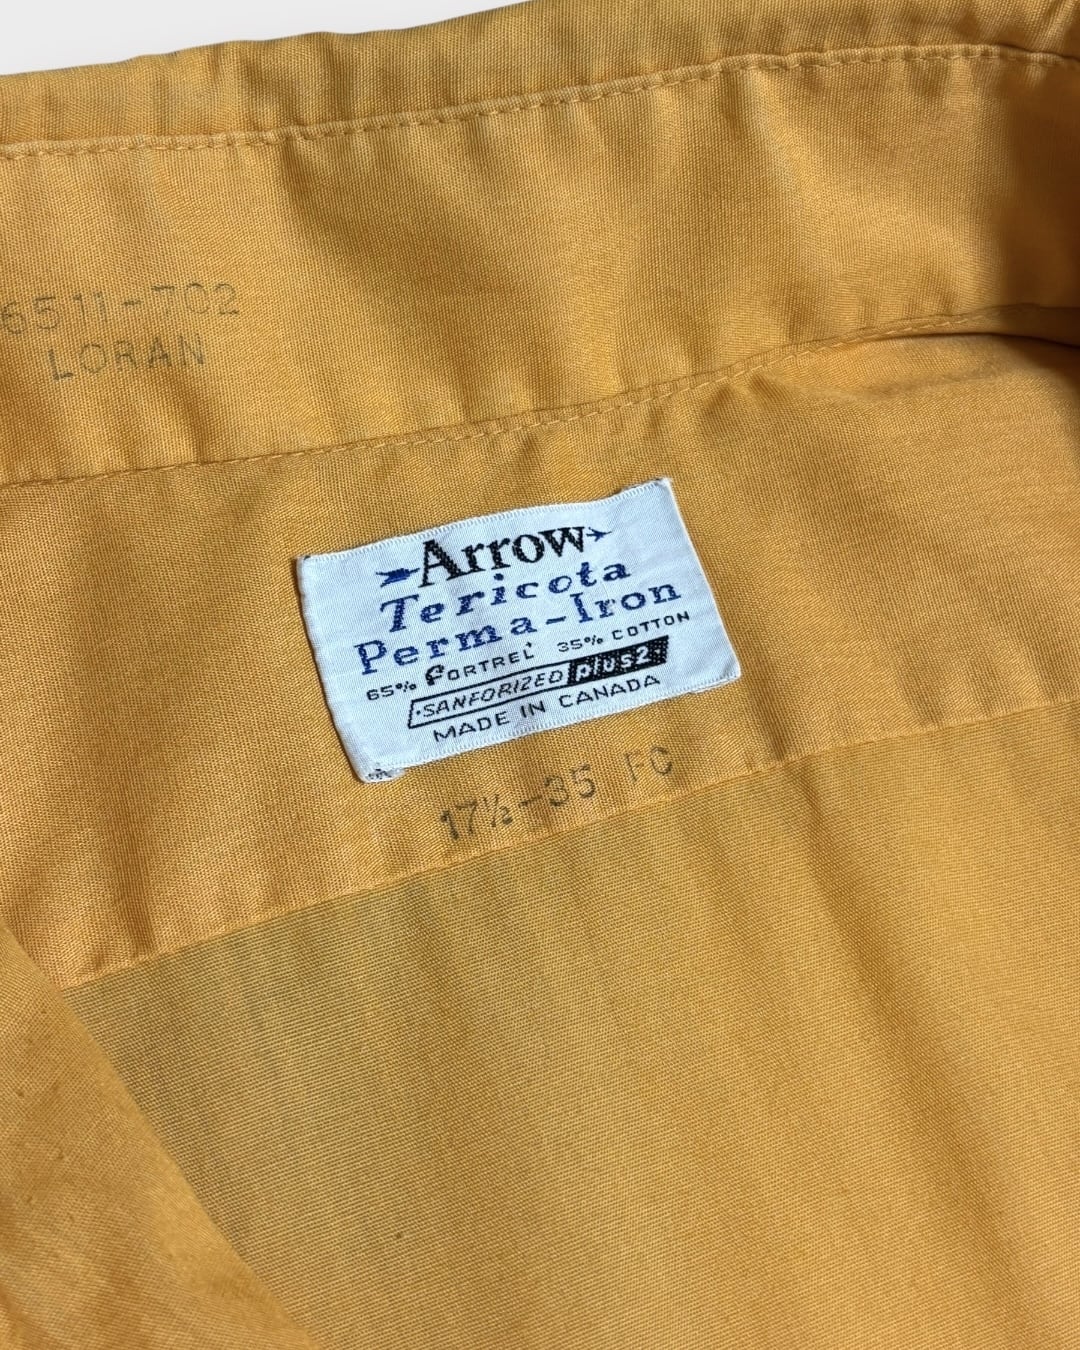 6511-702
LORAN
Arrow
Tericota
Perma-Iron
65% FORTREL 35% COTTON
·SANFORIZED plus2
MADE IN CANADA
17½-35 FC